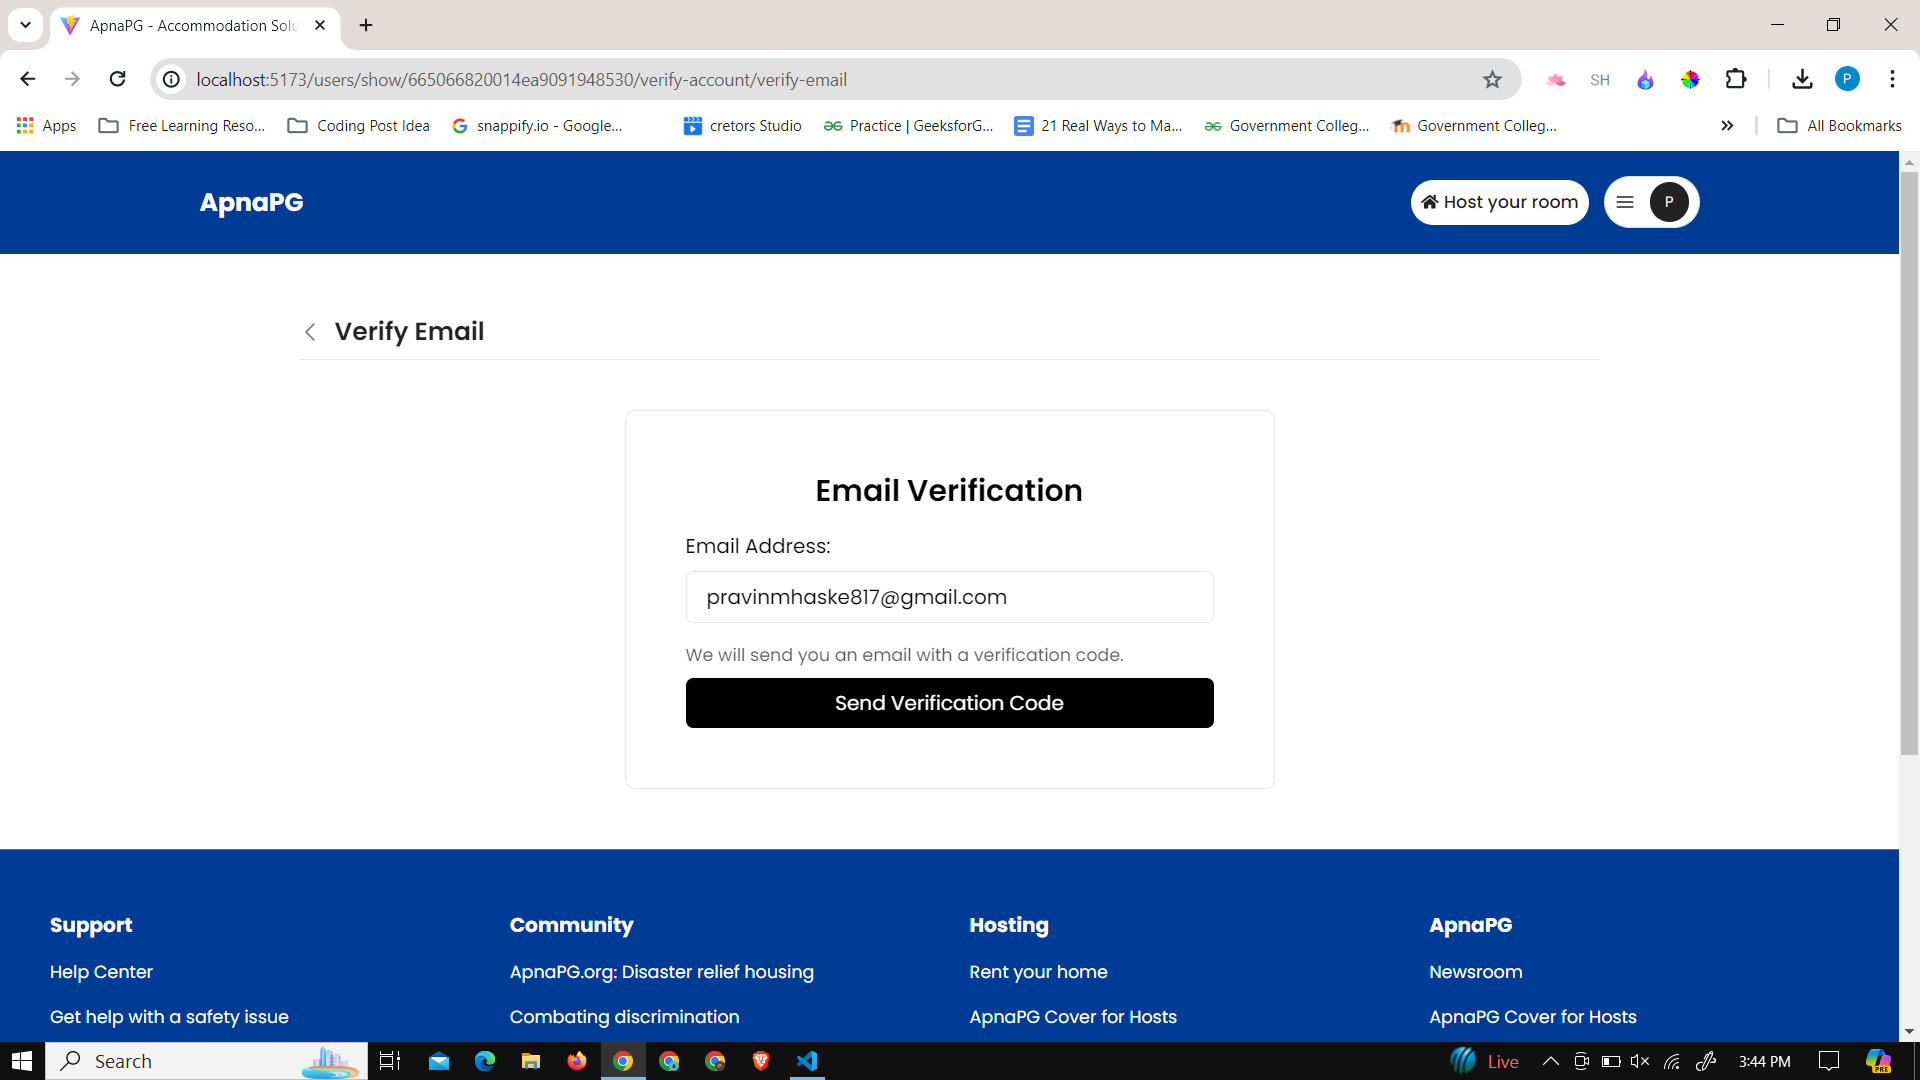 ApnaPG - Accommodation Solu
localhost:5173/users/show/665066820014ea9091948530/verify-account/verify-email
SH
P
Apps
Free Learning Reso...
Coding Post Idea
snappify.io - Google...
cretors Studio
Practice | GeeksforG...
21 Real Ways to Ma...
Government Colleg...
Government Colleg...
All Bookmarks
ApnaPG
Host your room
P
Verify Email
Email Verification
Email Address:
pravinmhaske817@gmail.com
We will send you an email with a verification code.
Send Verification Code
Support
Community
Hosting
ApnaPG
Help Center
ApnaPG.org: Disaster relief housing
Rent your home
Newsroom
Get help with a safety issue
Combating discrimination
ApnaPG Cover for Hosts
ApnaPG Cover for Hosts
Search
Live
3:44 PM
PRE